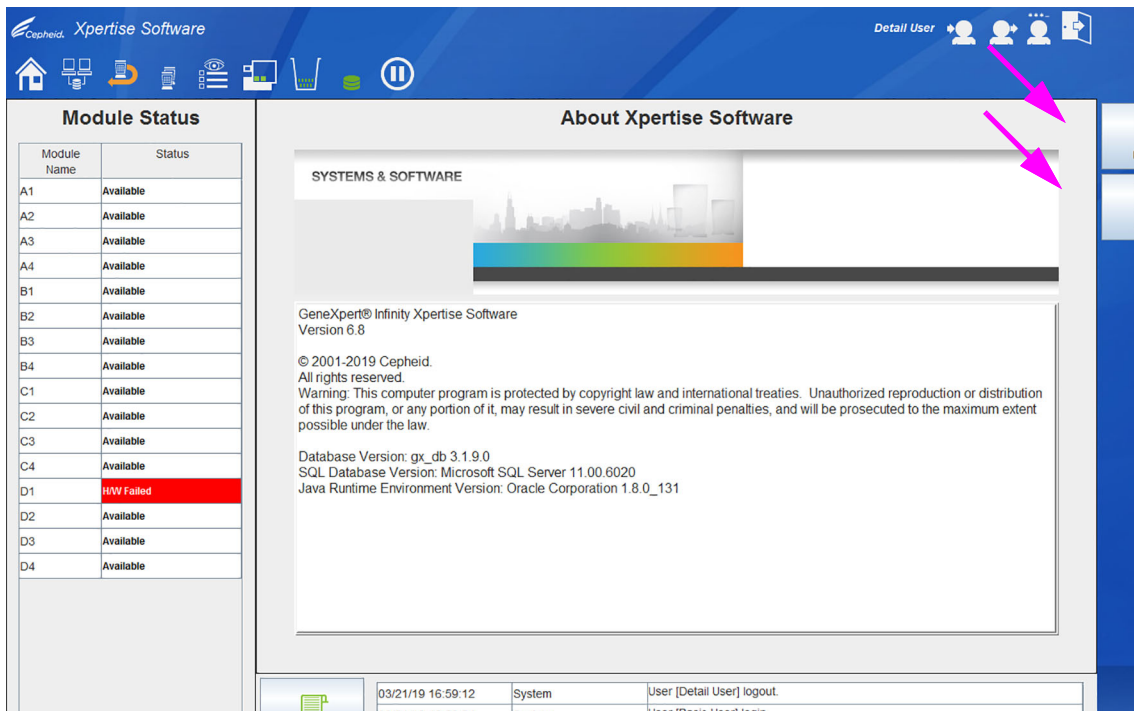 Cepheid. Xpertise Software
Detail User
Module Status
Module Name Status
A1 Available
A2 Available
A3 Available
A4 Available
B1 Available
B2 Available
B3 Available
B4 Available
C1 Available
C2 Available
C3 Available
C4 Available
D1 H/W Failed
D2 Available
D3 Available
D4 Available
About Xpertise Software
SYSTEMS & SOFTWARE
GeneXpert® Infinity Xpertise Software
Version 6.8
© 2001-2019 Cepheid.
All rights reserved.
Warning: This computer program is protected by copyright law and international treaties. Unauthorized reproduction or distribution
of this program, or any portion of it, may result in severe civil and criminal penalties, and will be prosecuted to the maximum extent
possible under the law.
Database Version: gx_db 3.1.9.0
SQL Database Version: Microsoft SQL Server 11.00.6020
Java Runtime Environment Version: Oracle Corporation 1.8.0_131
03/21/19 16:59:12 System User [Detail User] logout.
User [Basic User] login